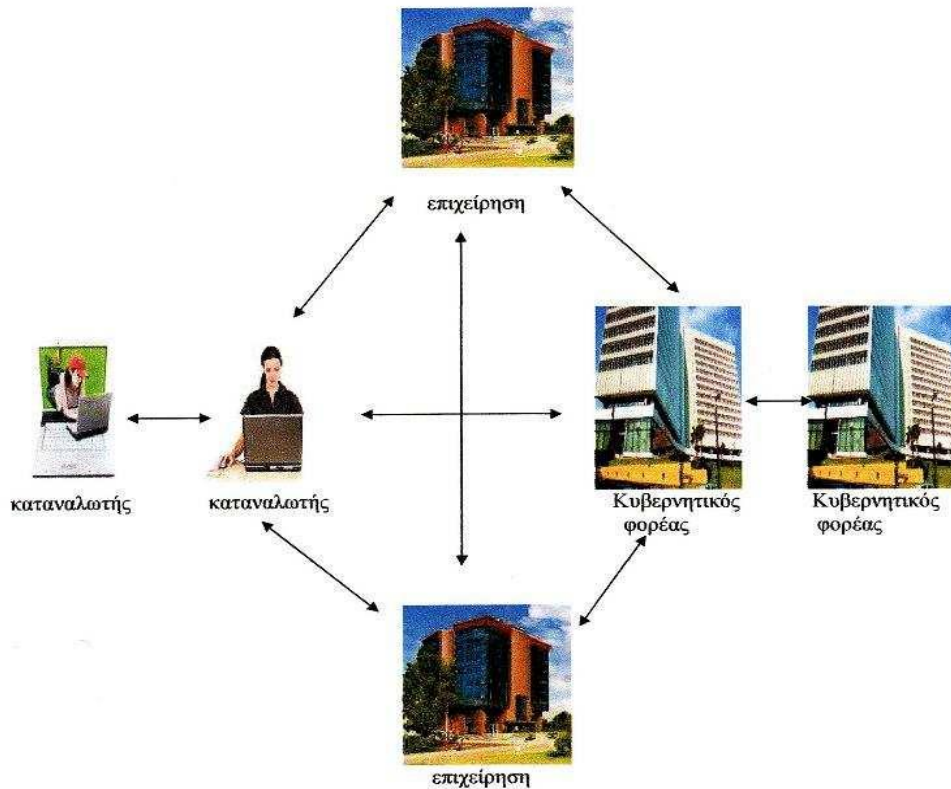 επιχείρηση
καταναλωτής
καταναλωτής
Κυβερνητικός
φορέας
Κυβερνητικός
φορέας
επιχείρηση